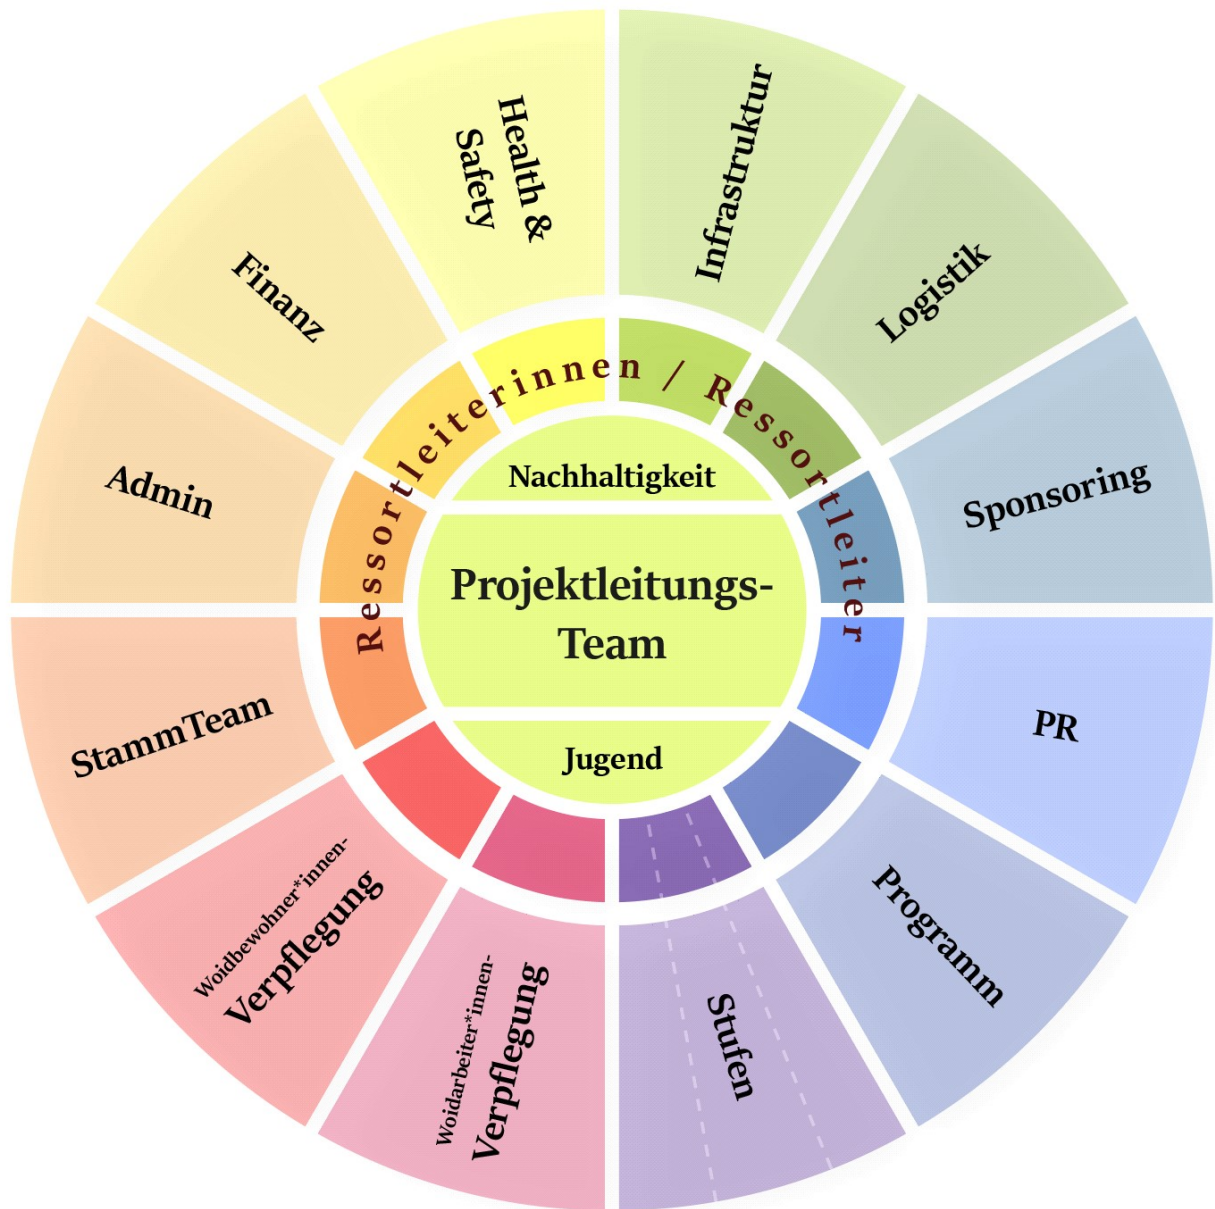 Health &
Safety
Infrastruktur
Logistik
Sponsoring
PR
Programm
Stufen
Woidarbeiter*innen-
Verpflegung
Woidbewohner*innen-
Verpflegung
StammTeam
Admin
Finanz
Ressortleiterinnen / Ressortleiter
Nachhaltigkeit
Projektleitungs-
Team
Jugend